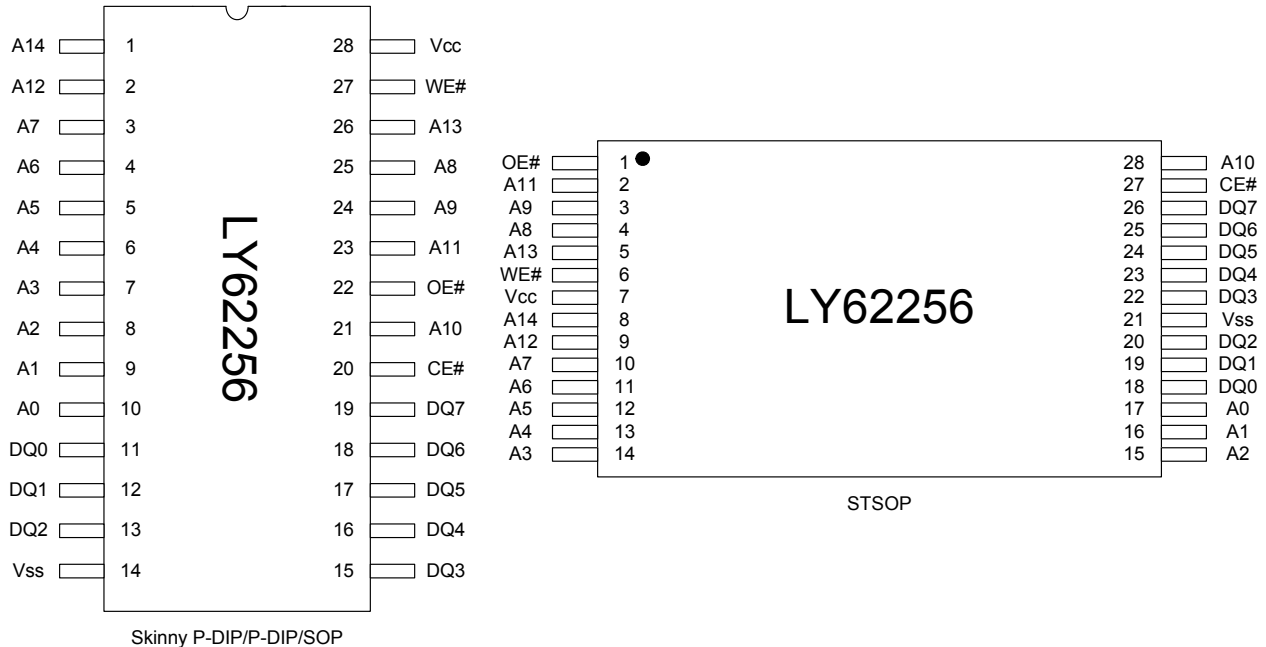 A14 1 28 Vcc
A12 2 27 WE#
A7 3 26 A13
A6 4 25 A8
A5 5 24 A9
A4 6 23 A11
A3 7 22 OE#
A2 8 21 A10
A1 9 20 CE#
A0 10 19 DQ7
DQ0 11 18 DQ6
DQ1 12 17 DQ5
DQ2 13 16 DQ4
Vss 14 15 DQ3
LY62256
Skinny P-DIP/P-DIP/SOP
OE# 1 28 A10
A11 2 27 CE#
A9 3 26 DQ7
A8 4 25 DQ6
A13 5 24 DQ5
WE# 6 23 DQ4
Vcc 7 22 DQ3
A14 8 21 Vss
A12 9 20 DQ2
A7 10 19 DQ1
A6 11 18 DQ0
A5 12 17 A0
A4 13 16 A1
A3 14 15 A2
LY62256
STSOP